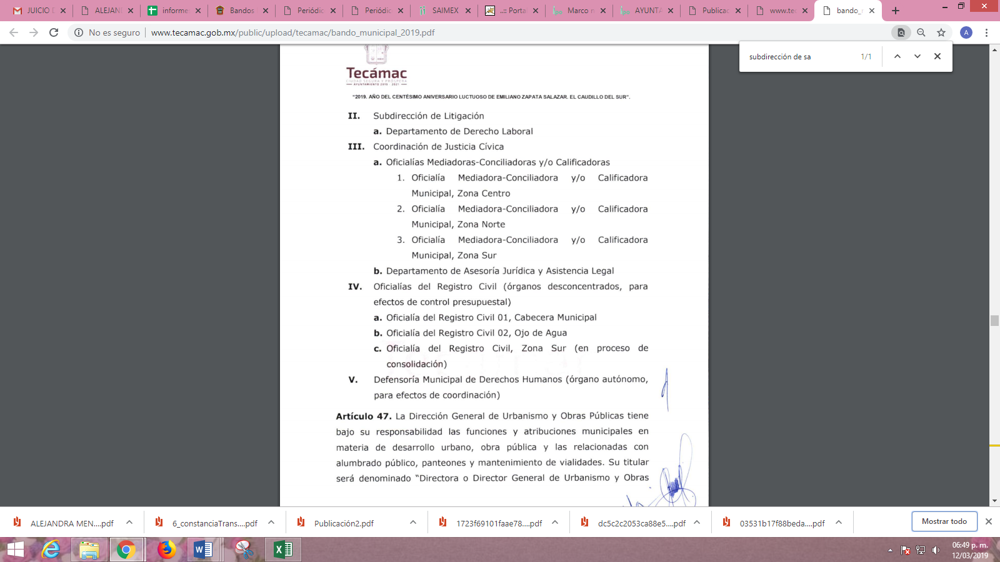 JUICIO D
ALEJAN
informe
Bandos
Periódic
Periódic
SAIMEX
..:: Porta
Marco n
AYUNTA
Publicac
www.tec
bando_
No es seguro
www.tecamac.gob.mx/public/upload/tecamac/bando_municipal_2019.pdf
A
subdirección de sa
1/1
Tecámac
CIUDAD SEGURA Y PRÓSPERA
AYUNTAMIENTO 2019 - 2021
"2019. AÑO DEL CENTÉSIMO ANIVERSARIO LUCTUOSO DE EMILIANO ZAPATA SALAZAR. EL CAUDILLO DEL SUR".
II. Subdirección de Litigación
a. Departamento de Derecho Laboral
III. Coordinación de Justicia Cívica
a. Oficialías Mediadoras-Conciliadoras y/o Calificadoras
1. Oficialía Mediadora-Conciliadora y/o Calificadora
Municipal, Zona Centro
2. Oficialía Mediadora-Conciliadora y/o Calificadora
Municipal, Zona Norte
3. Oficialía Mediadora-Conciliadora y/o Calificadora
Municipal, Zona Sur
b. Departamento de Asesoría Jurídica y Asistencia Legal
IV. Oficialías del Registro Civil (órganos desconcentrados, para
efectos de control presupuestal)
a. Oficialía del Registro Civil 01, Cabecera Municipal
b. Oficialía del Registro Civil 02, Ojo de Agua
c. Oficialía del Registro Civil, Zona Sur (en proceso de
consolidación)
V. Defensoría Municipal de Derechos Humanos (órgano autónomo,
para efectos de coordinación)
Artículo 47. La Dirección General de Urbanismo y Obras Públicas tiene
bajo su responsabilidad las funciones y atribuciones municipales en
materia de desarrollo urbano, obra pública y las relacionadas con
alumbrado público, panteones y mantenimiento de vialidades. Su titular
será denominado "Directora o Director General de Urbanismo y Obras
ALEJANDRA MEN....pdf
6_constanciaTrans....pdf
Publicación2.pdf
1723f69101faae78....pdf
dc5c2c2053ca88e5....pdf
03531b17f88beda....pdf
Mostrar todo
06:49 p. m.
12/03/2019